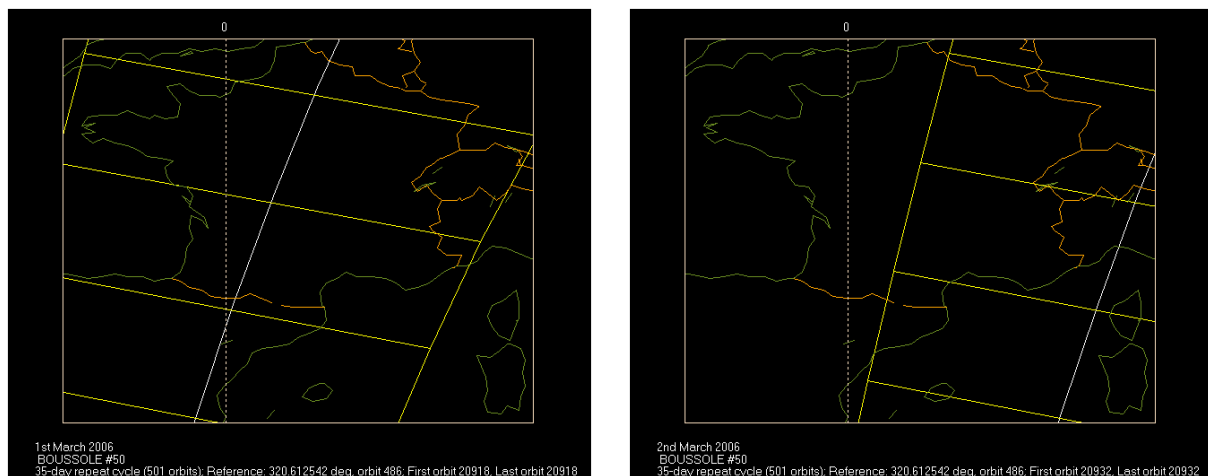 0
1st March 2006
BOUSSOLE #50
35-day repeat cycle (501 orbits); Reference: 320.612542 deg, orbit 486; First orbit 20918, Last orbit 20918
0
2nd March 2006
BOUSSOLE #50
35-day repeat cycle (501 orbits); Reference: 320.612542 deg, orbit 486; First orbit 20932, Last orbit 20932